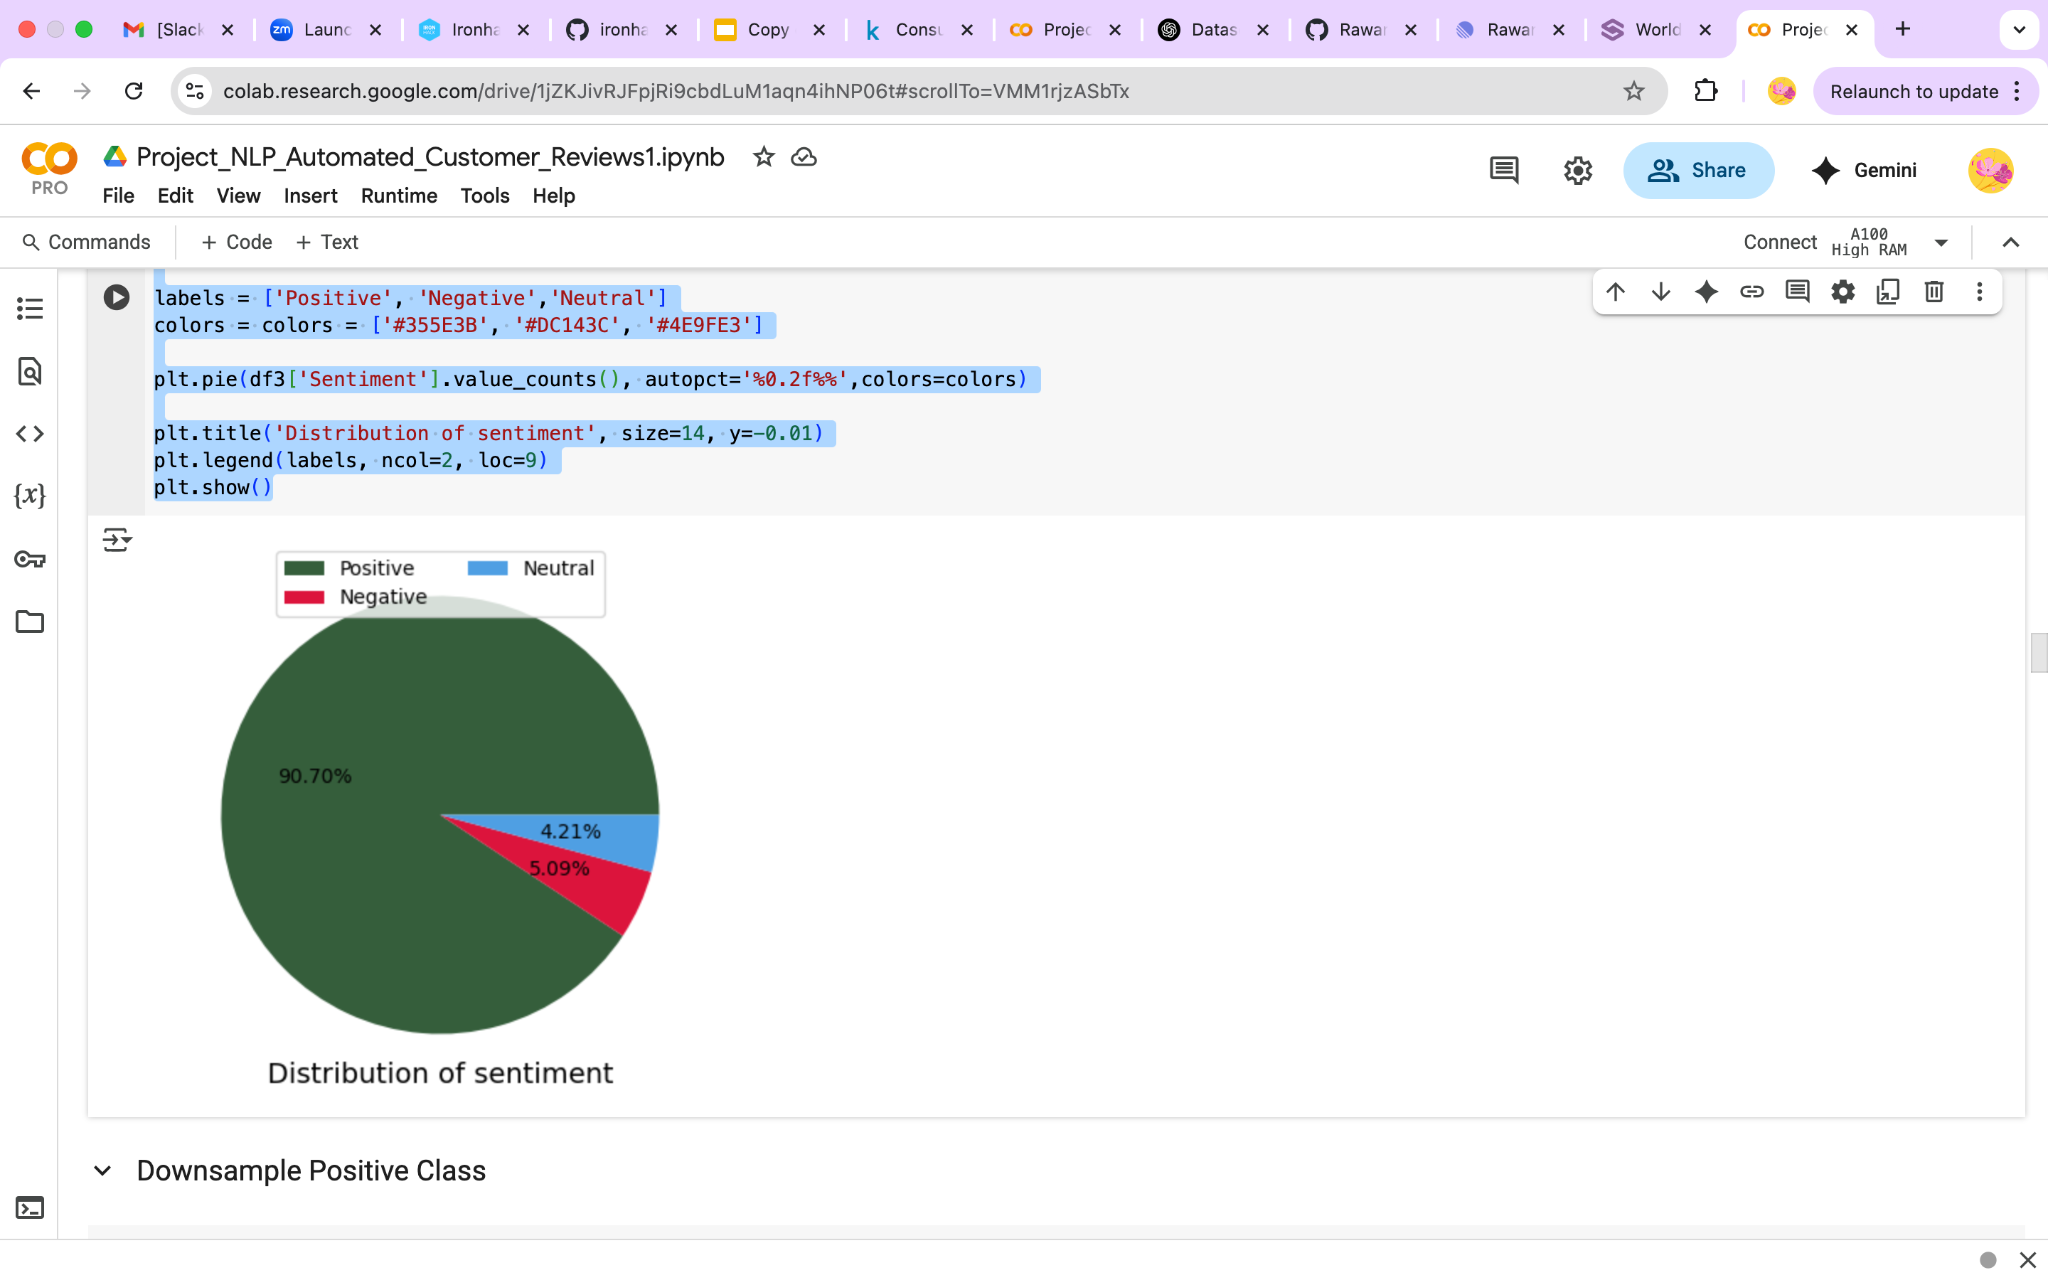 [Slack
zm Launc
Ironha
ironha
Copy
k Consu
Projec
Datas
Rawar
Rawar
World
Projec
colab.research.google.com/drive/1jZKJivRJFpjRi9cbdLuM1aqn4ihNP06t#scrollTo=VMM1rjzASbTx
Relaunch to update
PRO
Project_NLP_Automated_Customer_Reviews1.ipynb
Share
Gemini
File Edit View Insert Runtime Tools Help
Commands + Code + Text
Connect A100
High RAM
labels = ['Positive', 'Negative','Neutral']
colors = colors = ['#355E3B', '#DC143C', '#4E9FE3']
plt.pie(df3['Sentiment'].value_counts(), autopct='%0.2f%%',colors=colors)
plt.title('Distribution of sentiment', size=14, y=-0.01)
plt.legend(labels, ncol=2, loc=9)
plt.show()
{x}
Positive Neutral
Negative
90.70%
4.21%
5.09%
Distribution of sentiment
Downsample Positive Class